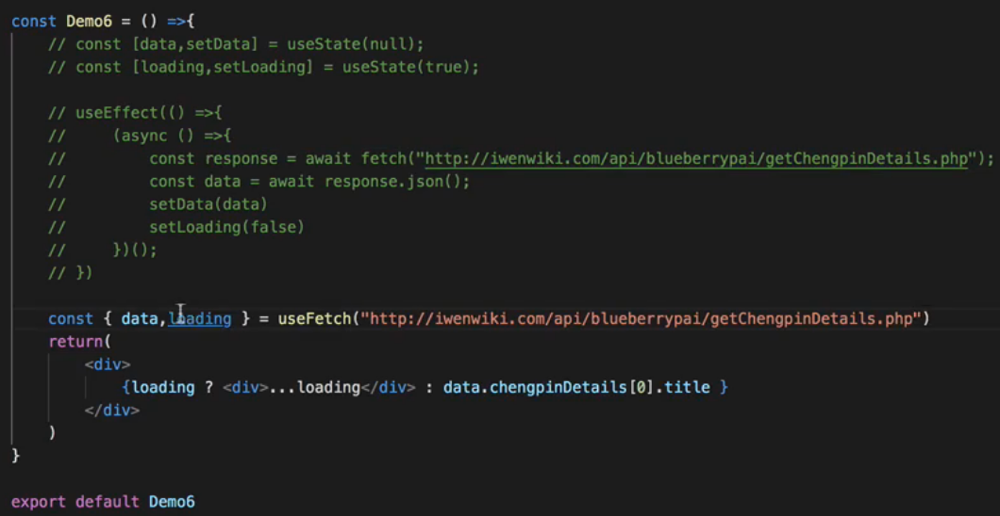 const Demo6 = () =>{
    // const [data,setData] = useState(null);
    // const [loading,setLoading] = useState(true);

    // useEffect(() =>{
    //     (async () =>{
    //         const response = await fetch("http://iwenwiki.com/api/blueberrypai/getChengpinDetails.php");
    //         const data = await response.json();
    //         setData(data)
    //         setLoading(false)
    //     })();
    // })

    const { data,loading } = useFetch("http://iwenwiki.com/api/blueberrypai/getChengpinDetails.php")
    return(
        <div>
            {loading ? <div>...loading</div> : data.chengpinDetails[0].title }
        </div>
    )
}

export default Demo6